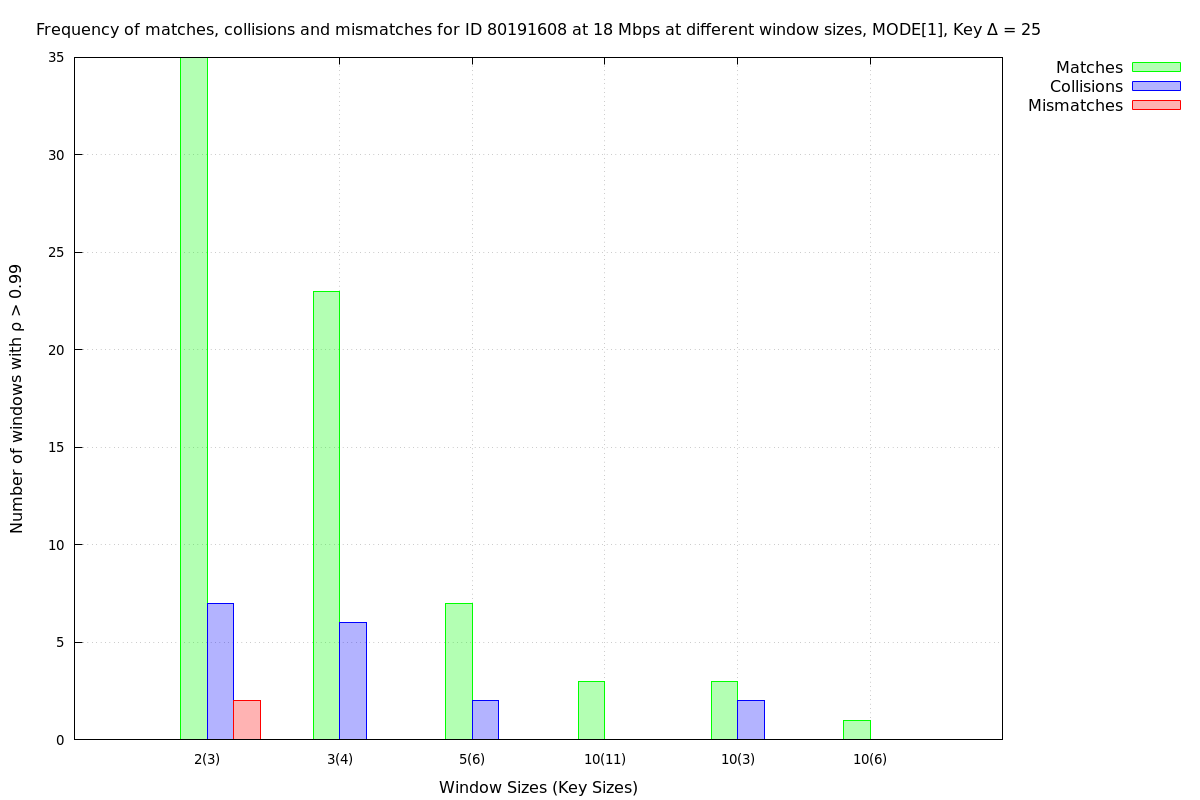 Frequency of matches, collisions and mismatches for ID 80191608 at 18 Mbps at different window sizes, MODE[1], Key Δ = 25
Matches
Collisions
Mismatches
Number of windows with ρ > 0.99
35
30
25
20
15
10
5
0
2(3) 3(4) 5(6) 10(11) 10(3) 10(6)
Window Sizes (Key Sizes)